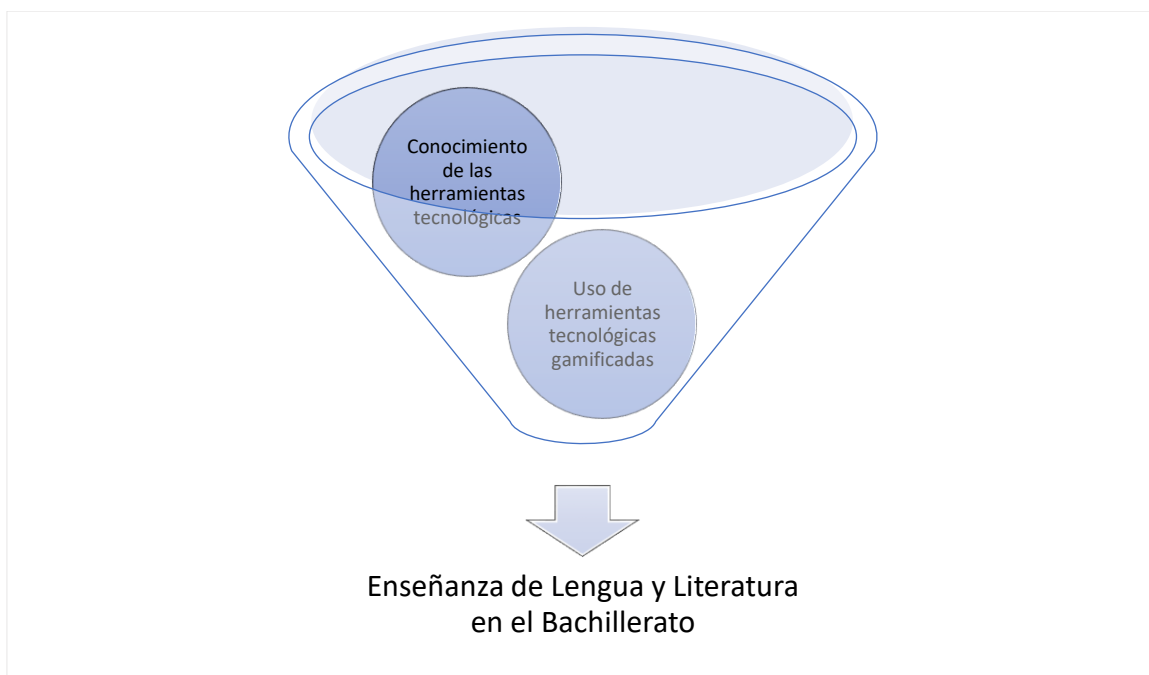 Conocimiento
de las
herramientas
tecnológicas
Uso de
herramientas
tecnológicas
gamificadas
Enseñanza de Lengua y Literatura
en el Bachillerato